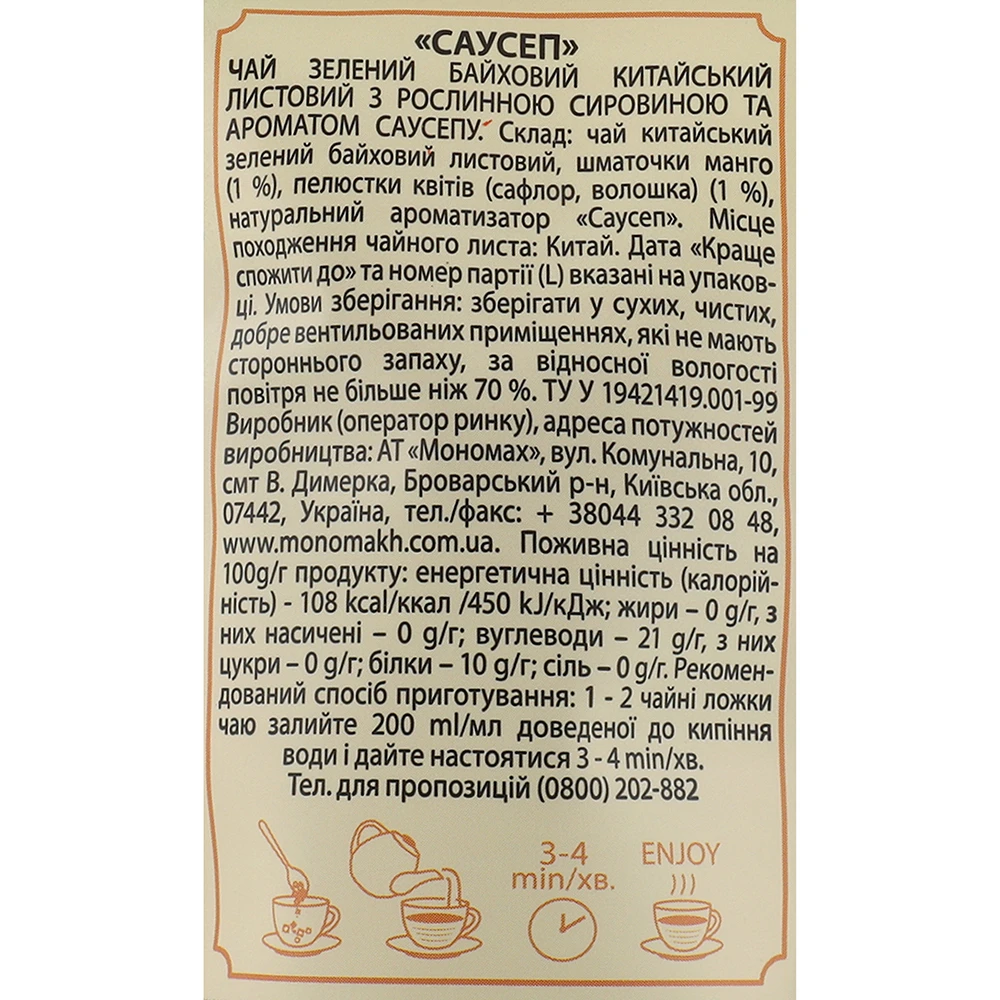 «САУСЕП»
ЧАЙ ЗЕЛЕНИЙ БАЙХОВИЙ КИТАЙСЬКИЙ
ЛИСТОВИЙ З РОСЛИННОЮ СИРОВИНОЮ ТА
АРОМАТОМ САУСЕПУ. Склад: чай китайський
зелений байховий листовий, шматочки манго
(1 %), пелюстки квітів (сафлор, волошка) (1 %),
натуральний ароматизатор «Саусеп». Місце
походження чайного листа: Китай. Дата «Краще
спожити до» та номер партії (L) вказані на упаков-
ці. Умови зберігання: зберігати у сухих, чистих,
добре вентильованих приміщеннях, які не мають
стороннього запаху, за відносної вологості
повітря не більше ніж 70 %. ТУ У 19421419.001-99
Виробник (оператор ринку), адреса потужностей
виробництва: АТ «Мономах», вул. Комунальна, 10,
смт В. Димерка, Броварський р-н, Київська обл.,
07442, Україна, тел./факс: + 38044 332 08 48,
www.monomakh.com.ua. Поживна цінність на
100g/г продукту: енергетична цінність (калорій-
ність) - 108 kcal/ккал /450 kJ/кДж; жири – 0 g/г, з
них насичені – 0 g/г; вуглеводи – 21 g/г, з них
цукри – 0 g/г; білки – 10 g/г; сіль – 0 g/г. Рекомен-
дований спосіб приготування: 1 - 2 чайні ложки
чаю залийте 200 ml/мл доведеної до кипіння
води і дайте настоятися 3 - 4 min/хв.
Тел. для пропозицій (0800) 202-882
3-4 ENJOY
min/хв.